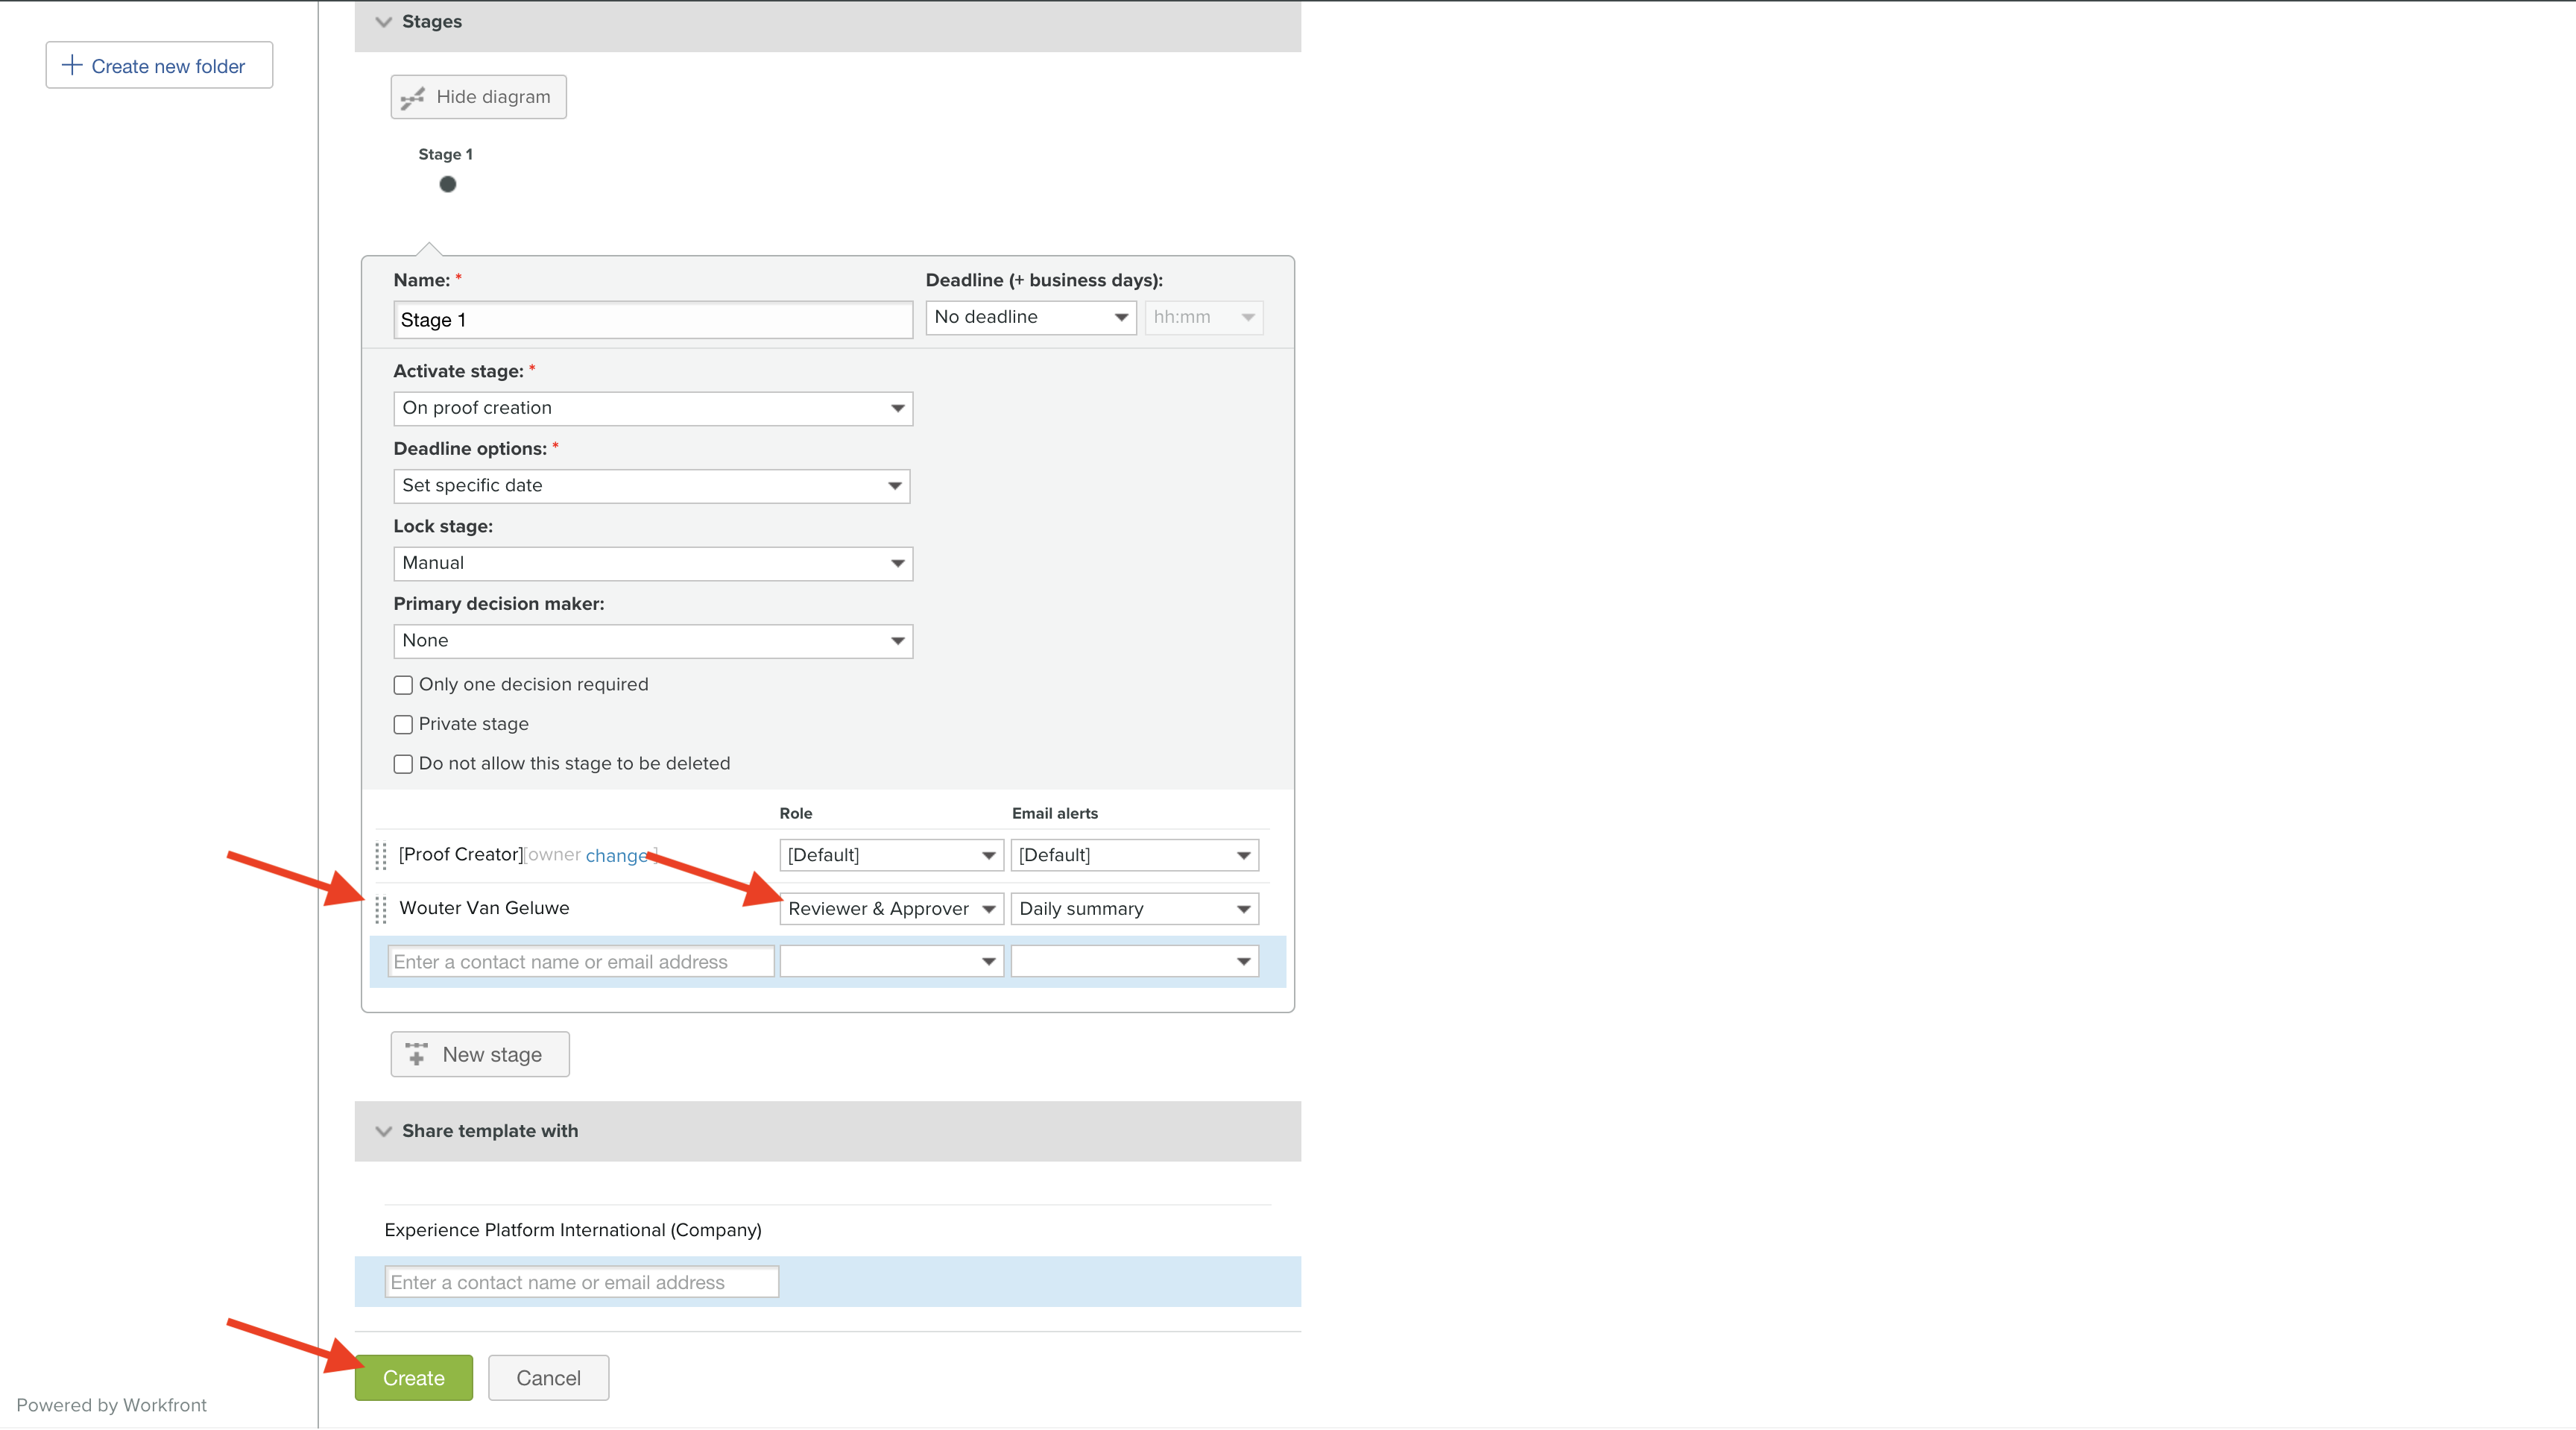 Stages
Create new folder
Hide diagram
Stage 1
Name: * Deadline (+ business days):
Stage 1 No deadline hh:mm
Activate stage: *
On proof creation
Deadline options: *
Set specific date
Lock stage:
Manual
Primary decision maker:
None
Only one decision required
Private stage
Do not allow this stage to be deleted
Role Email alerts
[Proof Creator][owner change ] [Default] [Default]
Wouter Van Geluwe Reviewer & Approver Daily summary
Enter a contact name or email address
New stage
Share template with
Experience Platform International (Company)
Enter a contact name or email address
Create Cancel
Powered by Workfront